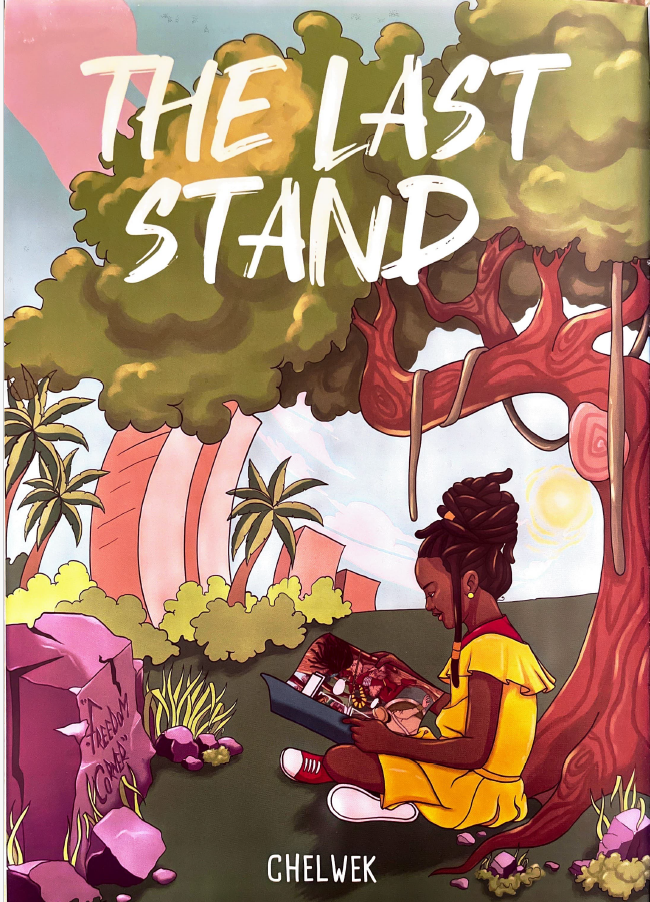 THE LAST
STAND
"A
FREEDOM
COMES"
CHELWEK